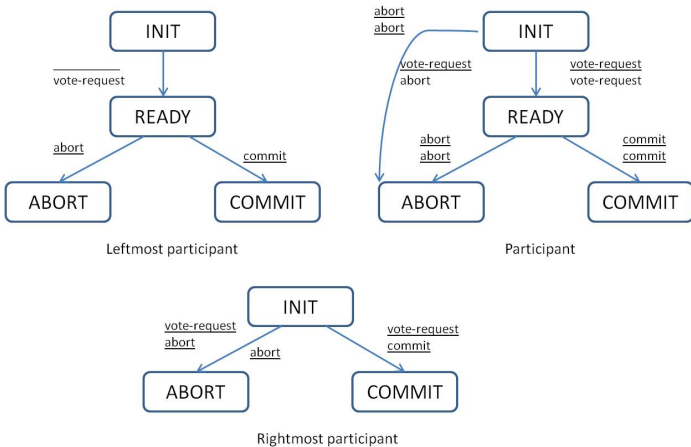 abort
abort
INIT
INIT
vote-request
vote-request
abort
vote-request
vote-request
READY
READY
abort
commit
abort
abort
commit
commit
ABORT
COMMIT
ABORT
COMMIT
Leftmost participant
Participant
INIT
vote-request
abort
abort
vote-request
commit
ABORT
COMMIT
Rightmost participant